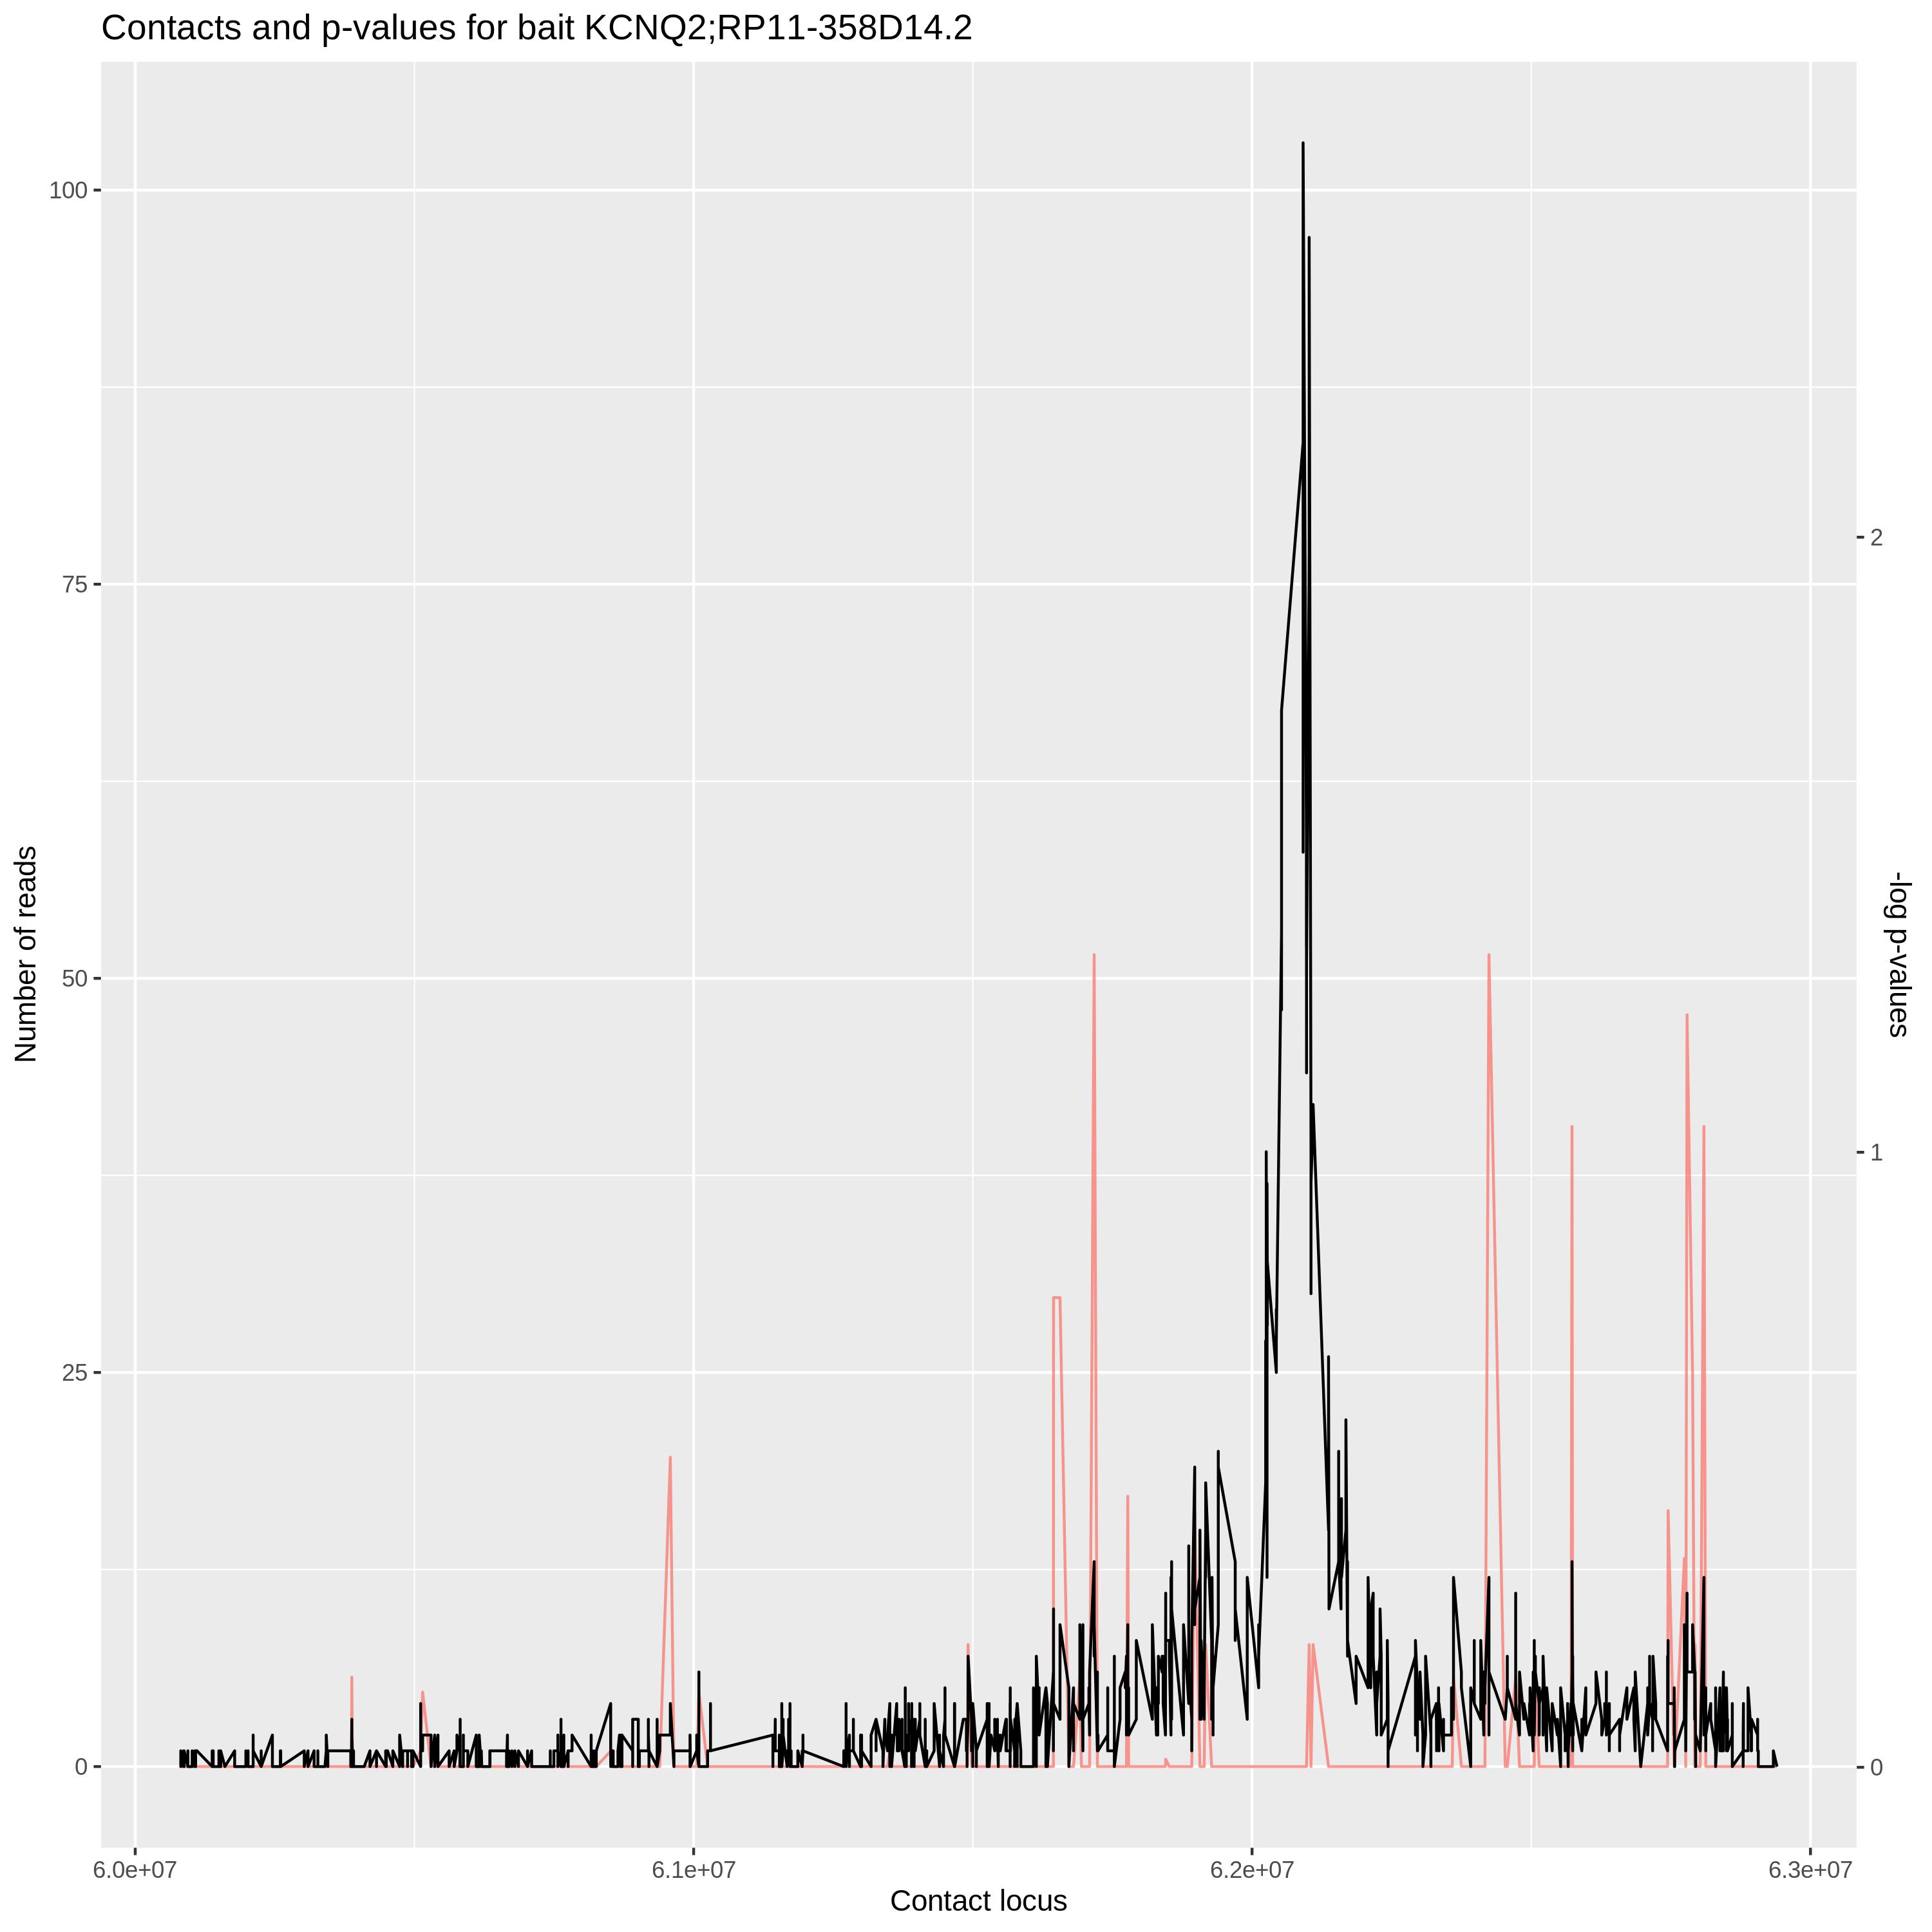 Contacts and p-values for bait KCNQ2;RP11-358D14.2
100
75
50
25
0
Number of reads
2
1
0
-log p-values
6.0e+07
6.1e+07
6.2e+07
6.3e+07
Contact locus